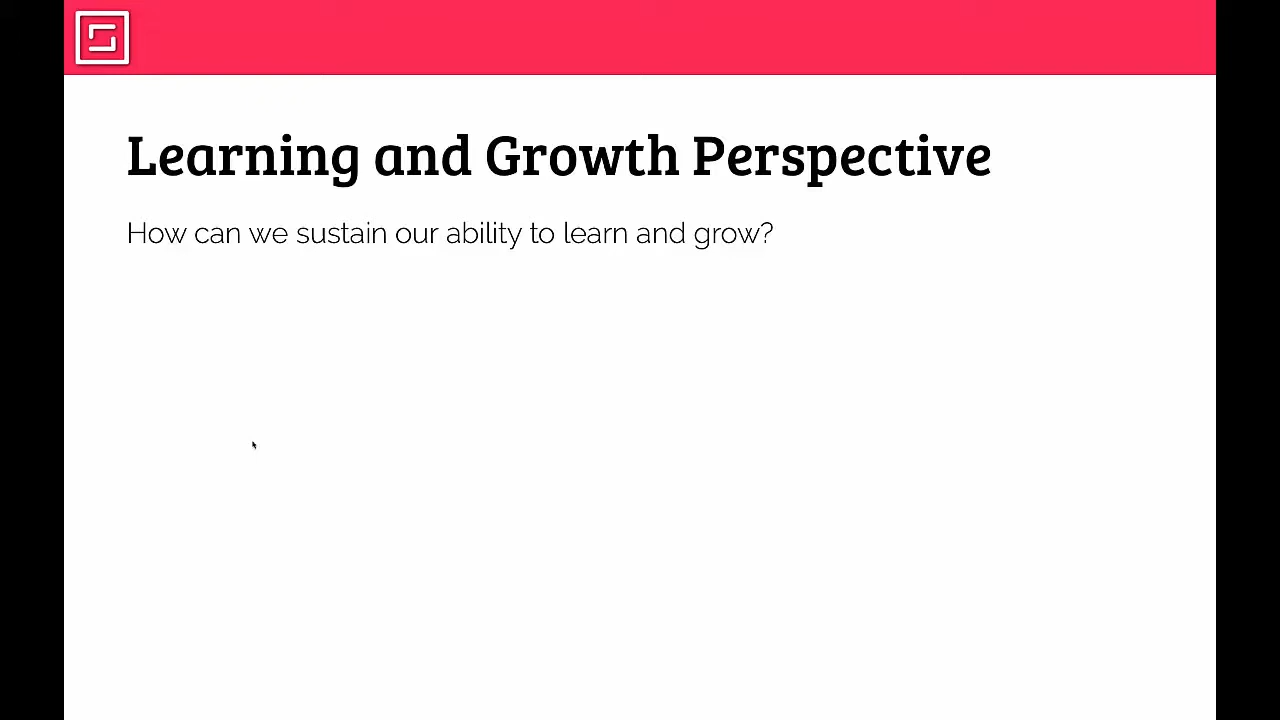 Learning and Growth Perspective
How can we sustain our ability to learn and grow?